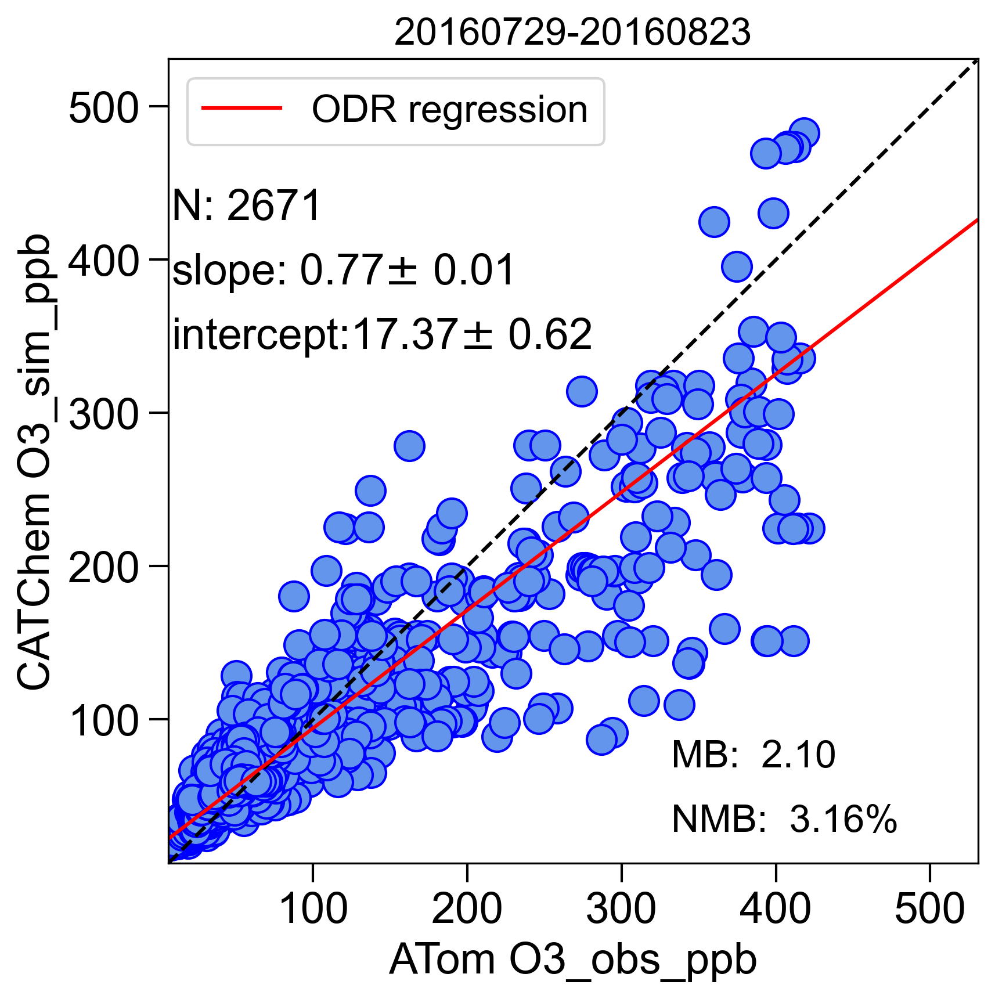 20160729-20160823
ODR regression
N: 2671
slope: 0.77± 0.01
intercept:17.37± 0.62
MB:  2.10
NMB:  3.16%
500
400
300
200
100
CATChem O3_sim_ppb
100
200
300
400
500
ATom O3_obs_ppb